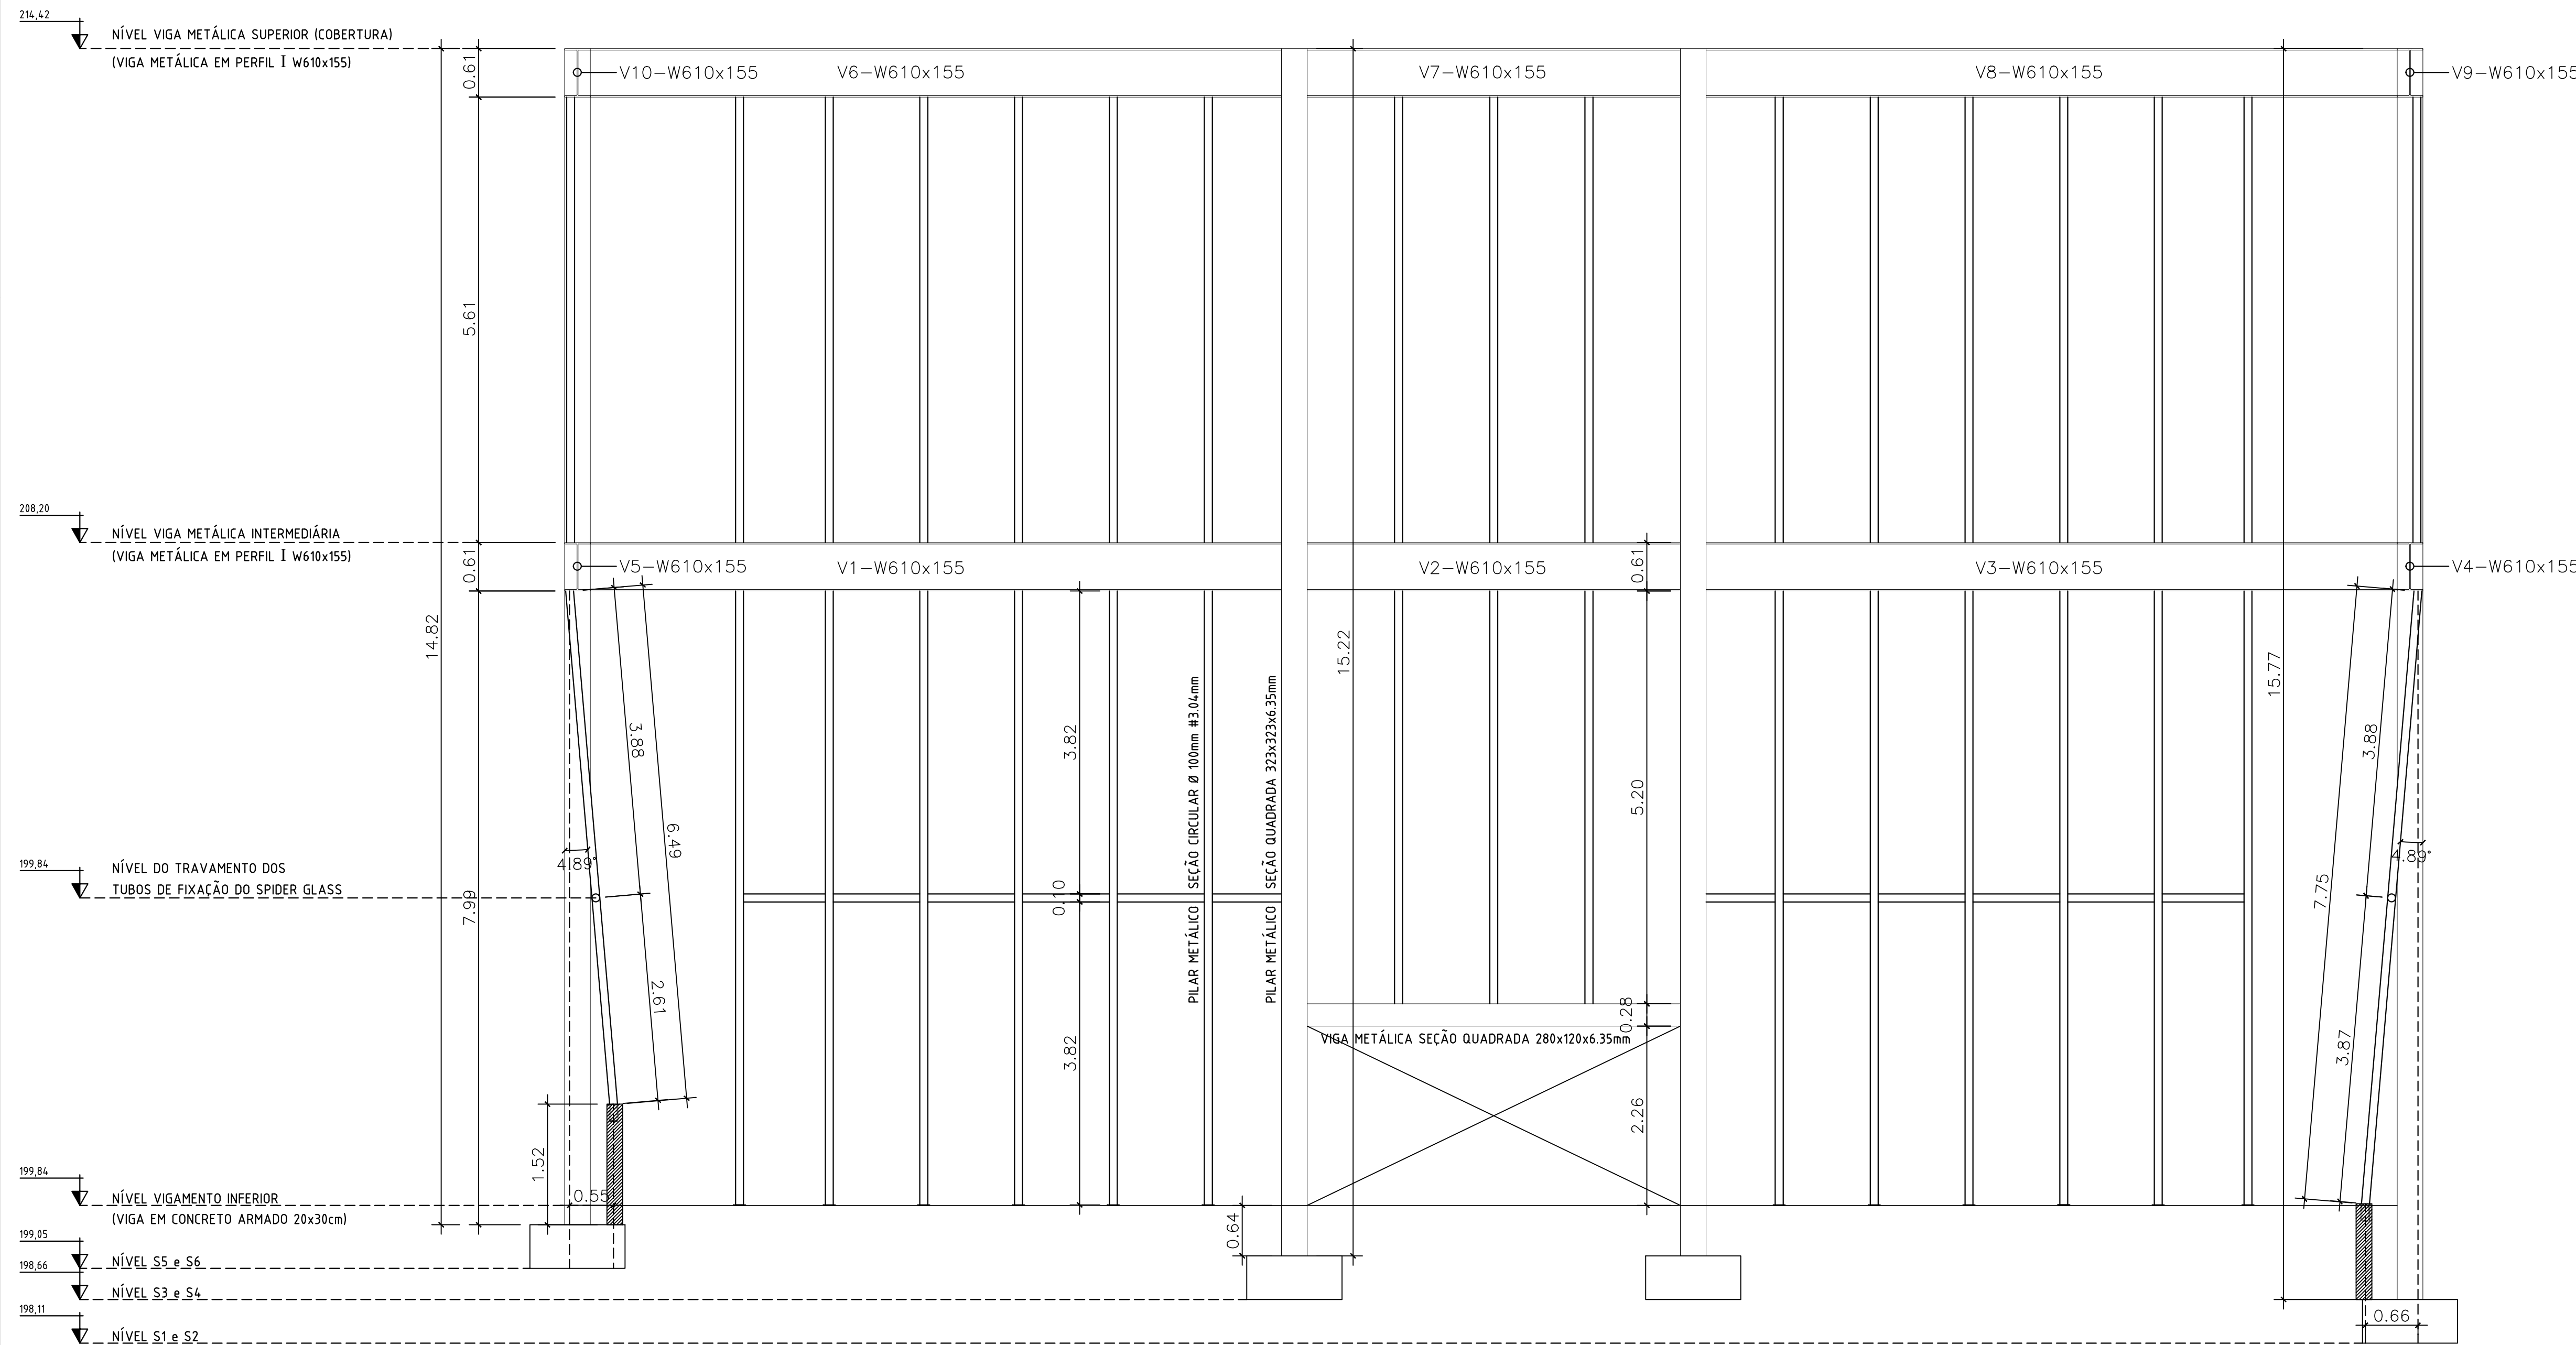 214,42
NÍVEL VIGA METÁLICA SUPERIOR (COBERTURA)
(VIGA METÁLICA EM PERFIL I W610x155)
0.61
V10-W610x155
V6-W610x155
V7-W610x155
V8-W610x155
V9-W610x155
5.61
208,20
NÍVEL VIGA METÁLICA INTERMEDIÁRIA
(VIGA METÁLICA EM PERFIL I W610x155)
0.61
V5-W610x155
V1-W610x155
V2-W610x155
0.61
V3-W610x155
V4-W610x155
14.82
15.22
15.77
3.88
3.82
3.88
6.49
5.20
PILAR METÁLICO SEÇÃO CIRCULAR Ø 100mm #3.04mm
PILAR METÁLICO SEÇÃO QUADRADA 323x323x6.35mm
4.89°
4.89°
199,84
NÍVEL DO TRAVAMENTO DOS
TUBOS DE FIXAÇÃO DO SPIDER GLASS
7.99
0.10
7.75
2.61
0.28
VIGA METÁLICA SEÇÃO QUADRADA 280x120x6.35mm
3.82
3.87
2.26
1.52
199,84
NÍVEL VIGAMENTO INFERIOR
(VIGA EM CONCRETO ARMADO 20x30cm)
0.55
0.64
199,05
NÍVEL S5 e S6
198,66
NÍVEL S3 e S4
198,11
NÍVEL S1 e S2
0.66